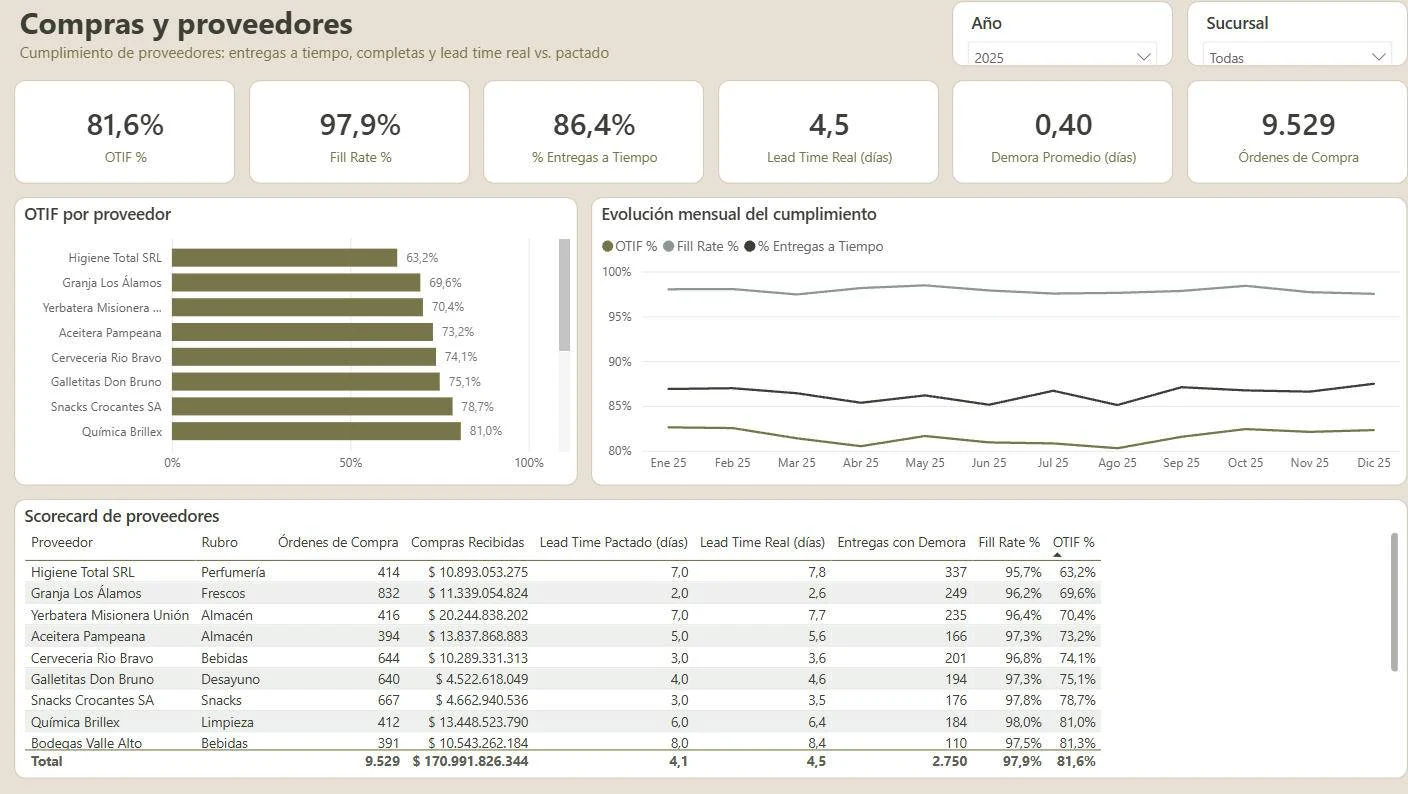 Compras y proveedores
Cumplimiento de proveedores: entregas a tiempo, completas y lead time real vs. pactado
Año
2025
Sucursal
Todas
81,6%
OTIF %
97,9%
Fill Rate %
86,4%
% Entregas a Tiempo
4,5
Lead Time Real (días)
0,40
Demora Promedio (días)
9.529
Órdenes de Compra
OTIF por proveedor
Higiene Total SRL 63,2%
Granja Los Álamos 69,6%
Yerbatera Misionera ... 70,4%
Aceitera Pampeana 73,2%
Cerveceria Rio Bravo 74,1%
Galletitas Don Bruno 75,1%
Snacks Crocantes SA 78,7%
Química Brillex 81,0%
0% 50% 100%
Evolución mensual del cumplimiento
OTIF % Fill Rate % % Entregas a Tiempo
100%
95%
90%
85%
80%
Ene 25 Feb 25 Mar 25 Abr 25 May 25 Jun 25 Jul 25 Ago 25 Sep 25 Oct 25 Nov 25 Dic 25
Scorecard de proveedores
Proveedor Rubro Órdenes de Compra Compras Recibidas Lead Time Pactado (días) Lead Time Real (días) Entregas con Demora Fill Rate % OTIF %
Higiene Total SRL Perfumería 414 $ 10.893.053.275 7,0 7,8 337 95,7% 63,2%
Granja Los Álamos Frescos 832 $ 11.339.054.824 2,0 2,6 249 96,2% 69,6%
Yerbatera Misionera Unión Almacén 416 $ 20.244.838.202 7,0 7,7 235 96,4% 70,4%
Aceitera Pampeana Almacén 394 $ 13.837.868.883 5,0 5,6 166 97,3% 73,2%
Cerveceria Rio Bravo Bebidas 644 $ 10.289.331.313 3,0 3,6 201 96,8% 74,1%
Galletitas Don Bruno Desayuno 640 $ 4.522.618.049 4,0 4,6 194 97,3% 75,1%
Snacks Crocantes SA Snacks 667 $ 4.662.940.536 3,0 3,5 176 97,8% 78,7%
Química Brillex Limpieza 412 $ 13.448.523.790 6,0 6,4 184 98,0% 81,0%
Bodegas Valle Alto Bebidas 391 $ 10.543.262.184 8,0 8,4 110 97,5% 81,3%
Total 9.529 $ 170.991.826.344 4,1 4,5 2.750 97,9% 81,6%